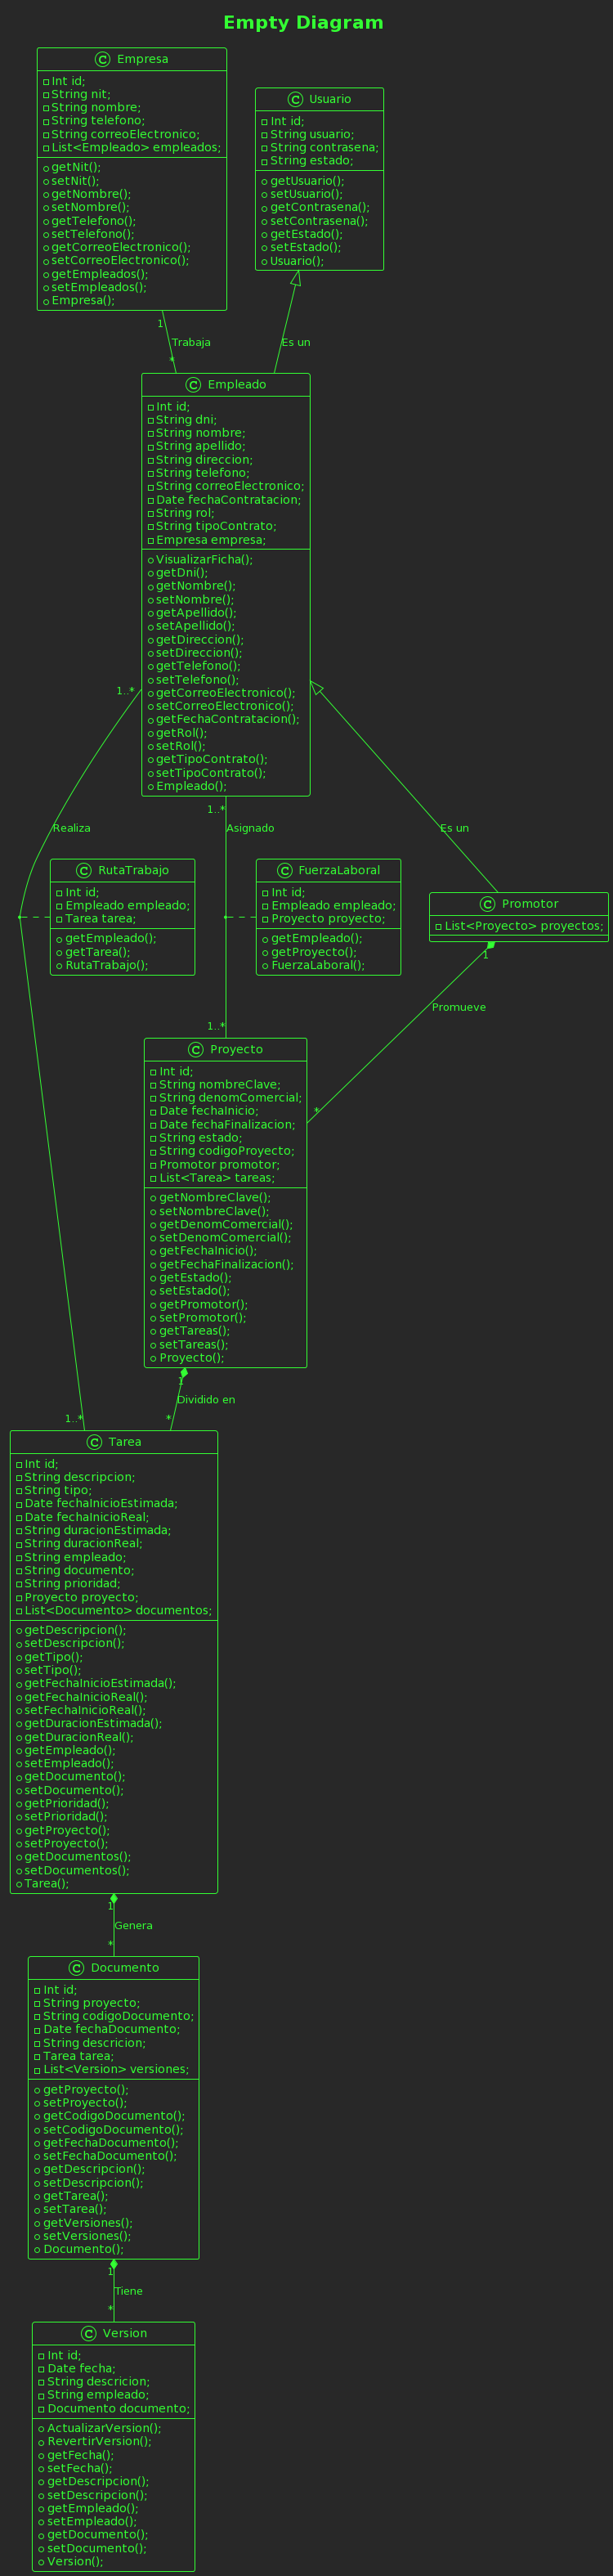 Empty Diagram
C Empresa
Int id;
String nit;
String nombre;
String telefono;
String correoElectronico;
List<Empleado> empleados;
getNit();
setNit();
getNombre();
setNombre();
getTelefono();
setTelefono();
getCorreoElectronico();
setCorreoElectronico();
getEmpleados();
setEmpleados();
Empresa();
C Usuario
Int id;
String usuario;
String contrasena;
String estado;
getUsuario();
setUsuario();
getContrasena();
setContrasena();
getEstado();
setEstado();
Usuario();
1
Trabaja
*
Es un
C Empleado
Int id;
String dni;
String nombre;
String apellido;
String direccion;
String telefono;
String correoElectronico;
Date fechaContratacion;
String rol;
String tipoContrato;
Empresa empresa;
VisualizarFicha();
getDni();
getNombre();
setNombre();
getApellido();
setApellido();
getDireccion();
setDireccion();
getTelefono();
setTelefono();
getCorreoElectronico();
setCorreoElectronico();
getFechaContratacion();
getRol();
setRol();
getTipoContrato();
setTipoContrato();
Empleado();
1..*
1..*
Realiza
Asignado
Es un
C RutaTrabajo
Int id;
Empleado empleado;
Tarea tarea;
getEmpleado();
getTarea();
RutaTrabajo();
C FuerzaLaboral
Int id;
Empleado empleado;
Proyecto proyecto;
getEmpleado();
getProyecto();
FuerzaLaboral();
C Promotor
List<Proyecto> proyectos;
1
Promueve
1..*
*
C Proyecto
Int id;
String nombreClave;
String denomComercial;
Date fechaInicio;
Date fechaFinalizacion;
String estado;
String codigoProyecto;
Promotor promotor;
List<Tarea> tareas;
getNombreClave();
setNombreClave();
getDenomComercial();
setDenomComercial();
getFechaInicio();
getFechaFinalizacion();
getEstado();
setEstado();
getPromotor();
setPromotor();
getTareas();
setTareas();
Proyecto();
1
Dividido en
1..*
*
C Tarea
Int id;
String descripcion;
String tipo;
Date fechaInicioEstimada;
Date fechaInicioReal;
String duracionEstimada;
String duracionReal;
String empleado;
String documento;
String prioridad;
Proyecto proyecto;
List<Documento> documentos;
getDescripcion();
setDescripcion();
getTipo();
setTipo();
getFechaInicioEstimada();
getFechaInicioReal();
setFechaInicioReal();
getDuracionEstimada();
getDuracionReal();
getEmpleado();
setEmpleado();
getDocumento();
setDocumento();
getPrioridad();
setPrioridad();
getProyecto();
setProyecto();
getDocumentos();
setDocumentos();
Tarea();
1
Genera
*
C Documento
Int id;
String proyecto;
String codigoDocumento;
Date fechaDocumento;
String descricion;
Tarea tarea;
List<Version> versiones;
getProyecto();
setProyecto();
getCodigoDocumento();
setCodigoDocumento();
getFechaDocumento();
setFechaDocumento();
getDescripcion();
setDescripcion();
getTarea();
setTarea();
getVersiones();
setVersiones();
Documento();
1
Tiene
*
C Version
Int id;
Date fecha;
String descricion;
String empleado;
Documento documento;
ActualizarVersion();
RevertirVersion();
getFecha();
setFecha();
getDescripcion();
setDescripcion();
getEmpleado();
setEmpleado();
getDocumento();
setDocumento();
Version();